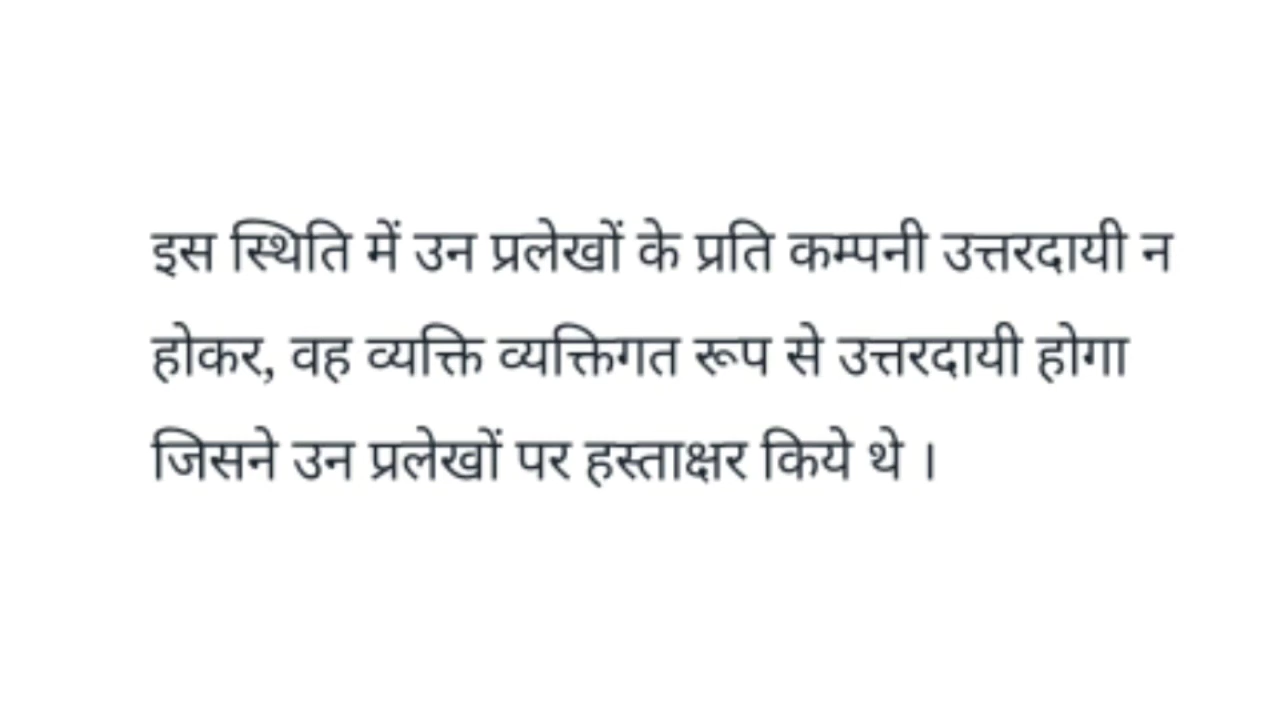 इस स्थिति में उन प्रलेखों के प्रति कम्पनी उत्तरदायी न
होकर, वह व्यक्ति व्यक्तिगत रूप से उत्तरदायी होगा
जिसने उन प्रलेखों पर हस्ताक्षर किये थे ।